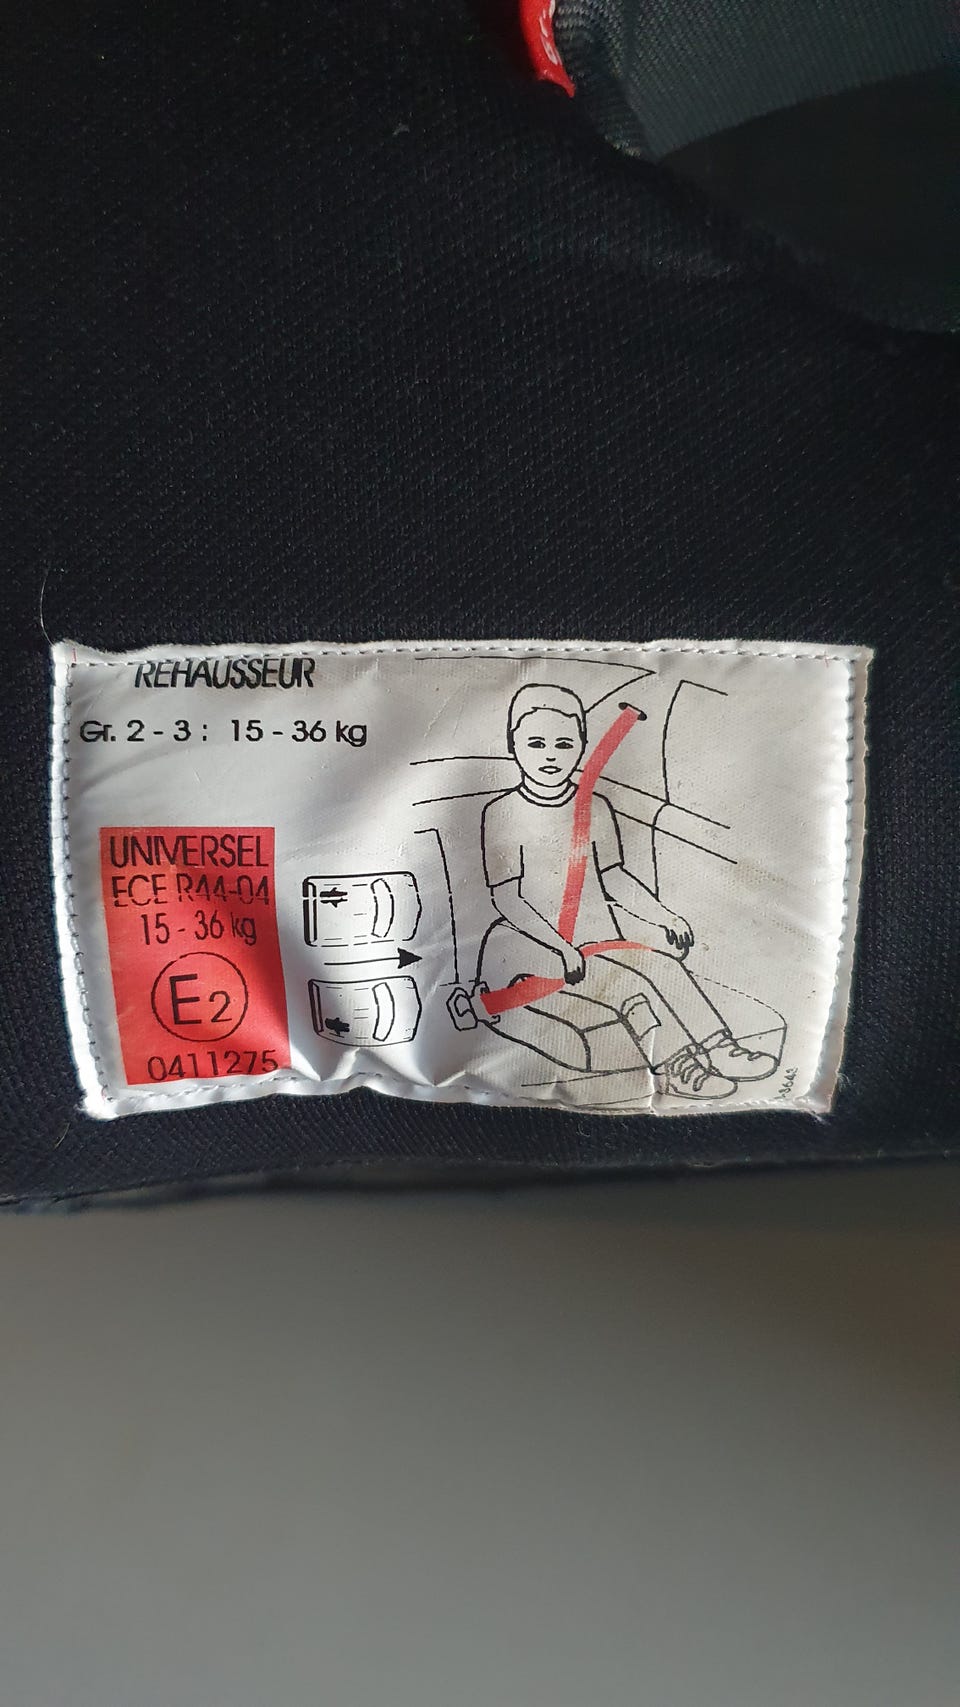 REHAUSSEUR
Gr. 2 - 3 : 15 - 36 kg
UNIVERSEL
ECE R44-04
15 - 36 kg
E2
0411275